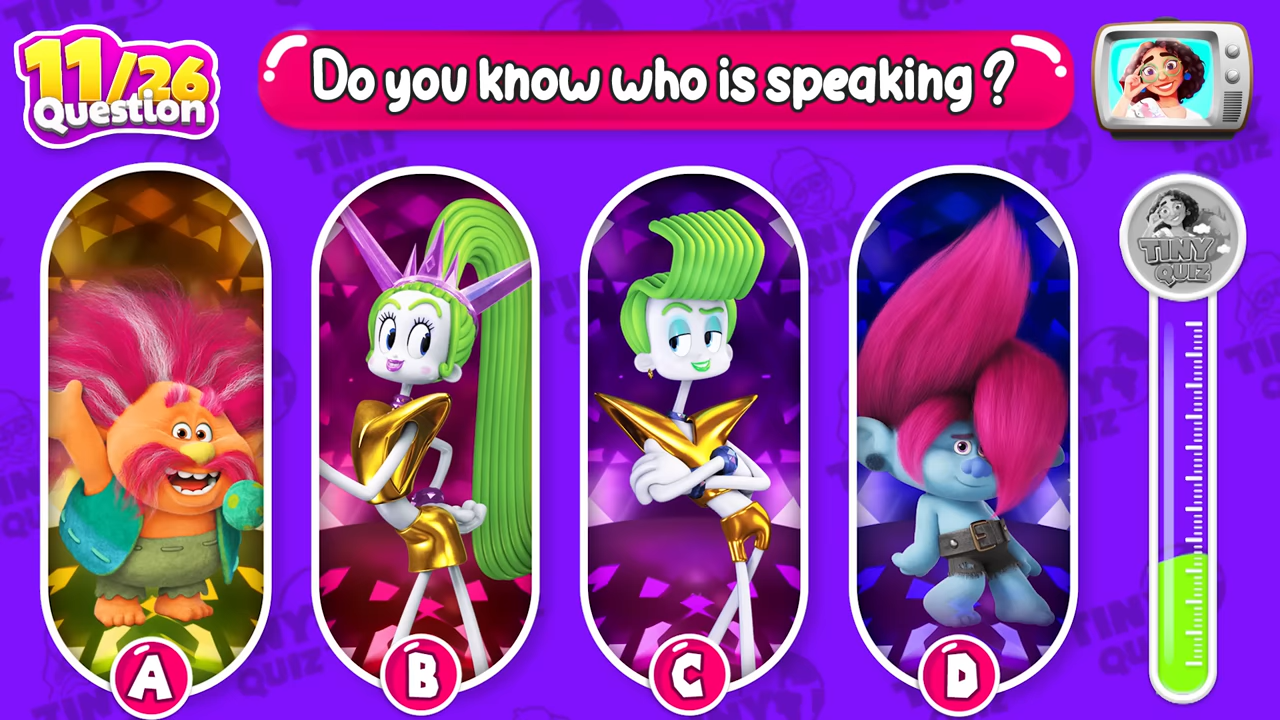 11/26
Question
Do you know who is speaking ?
TINY
QUIZ
A
B
C
D